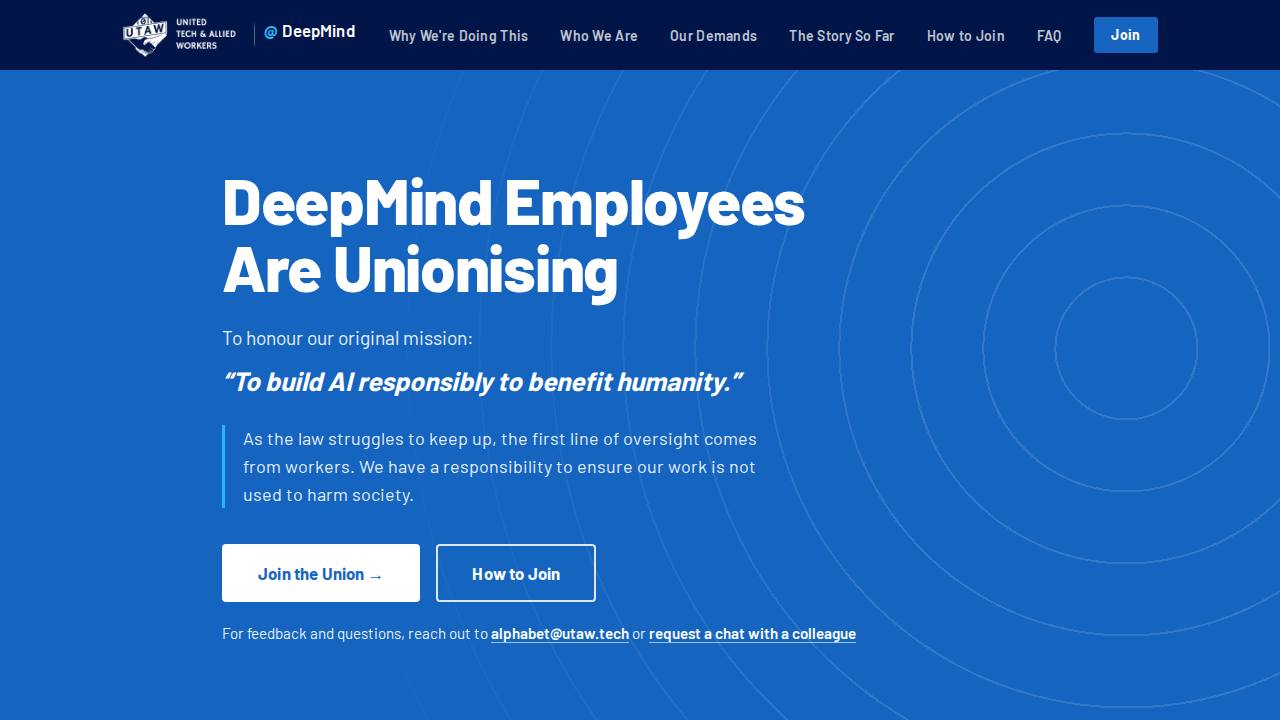 UTAW
UNITED
TECH & ALLIED
WORKERS
@ DeepMind
Why We're Doing This
Who We Are
Our Demands
The Story So Far
How to Join
FAQ
Join
DeepMind Employees
Are Unionising
To honour our original mission:
“To build AI responsibly to benefit humanity.”
As the law struggles to keep up, the first line of oversight comes
from workers. We have a responsibility to ensure our work is not
used to harm society.
Join the Union →
How to Join
For feedback and questions, reach out to alphabet@utaw.tech or request a chat with a colleague